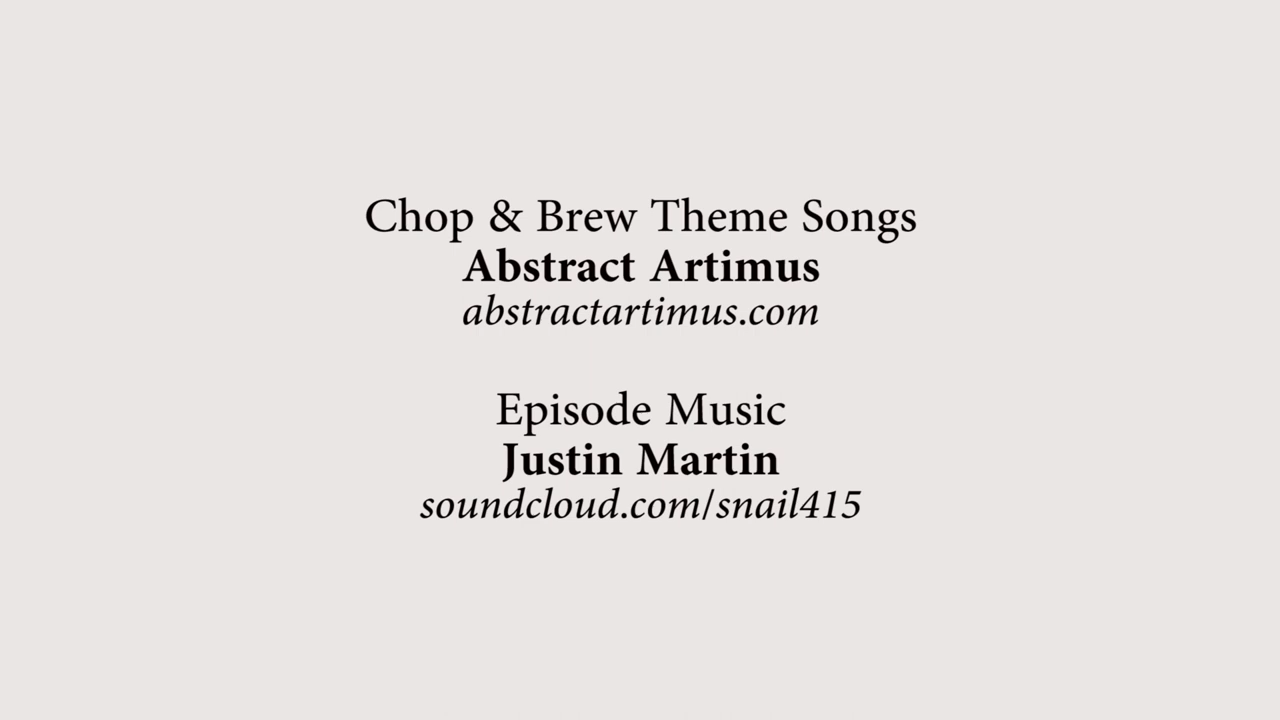 Chop & Brew Theme Songs
Abstract Artimus
abstractartimus.com
Episode Music
Justin Martin
soundcloud.com/snail415